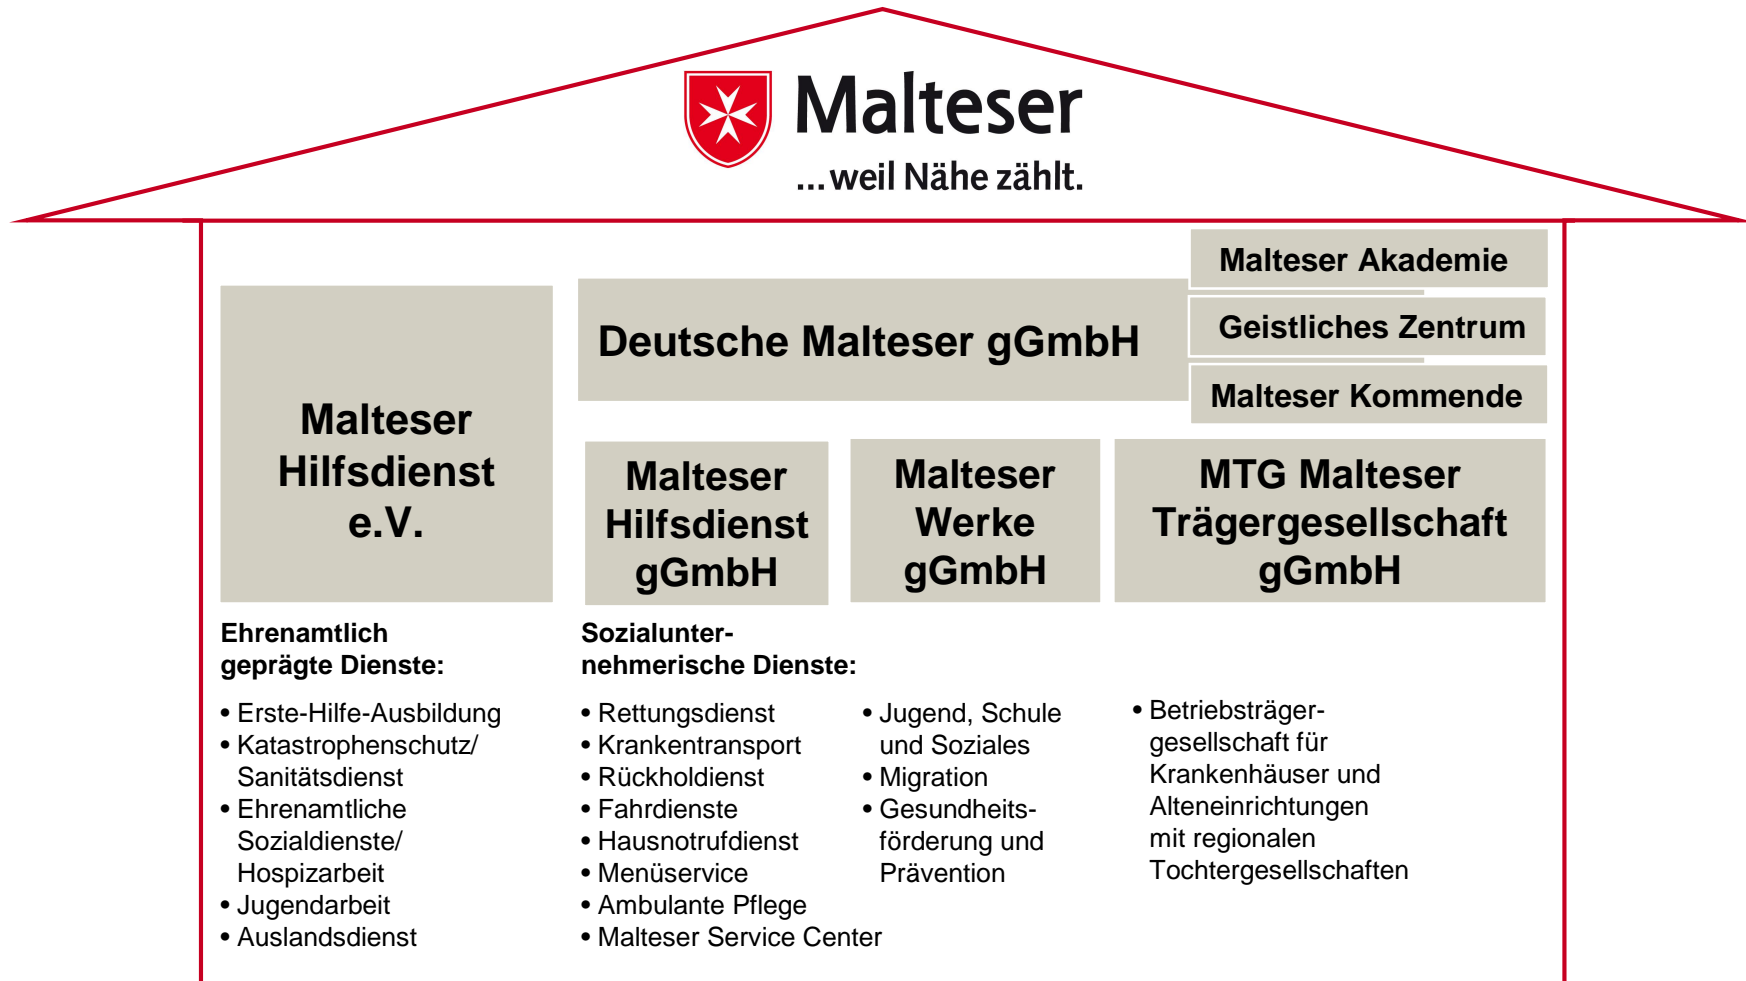 Malteser
...weil Nähe zählt.
Malteser Akademie
Geistliches Zentrum
Malteser Kommende
Deutsche Malteser gGmbH
Malteser
Hilfsdienst
e.V.
Malteser
Hilfsdienst
gGmbH
Malteser
Werke
gGmbH
MTG Malteser
Trägergesellschaft
gGmbH
Ehrenamtlich
geprägte Dienste:
• Erste-Hilfe-Ausbildung
• Katastrophenschutz/
Sanitätsdienst
• Ehrenamtliche
Sozialdienste/
Hospizarbeit
• Jugendarbeit
• Auslandsdienst
Sozialunter-
nehmerische Dienste:
• Rettungsdienst
• Krankentransport
• Rückholdienst
• Fahrdienste
• Hausnotrufdienst
• Menüservice
• Ambulante Pflege
• Malteser Service Center
• Jugend, Schule
und Soziales
• Migration
• Gesundheits-
förderung und
Prävention
• Betriebsträger-
gesellschaft für
Krankenhäuser und
Alteneinrichtungen
mit regionalen
Tochtergesellschaften